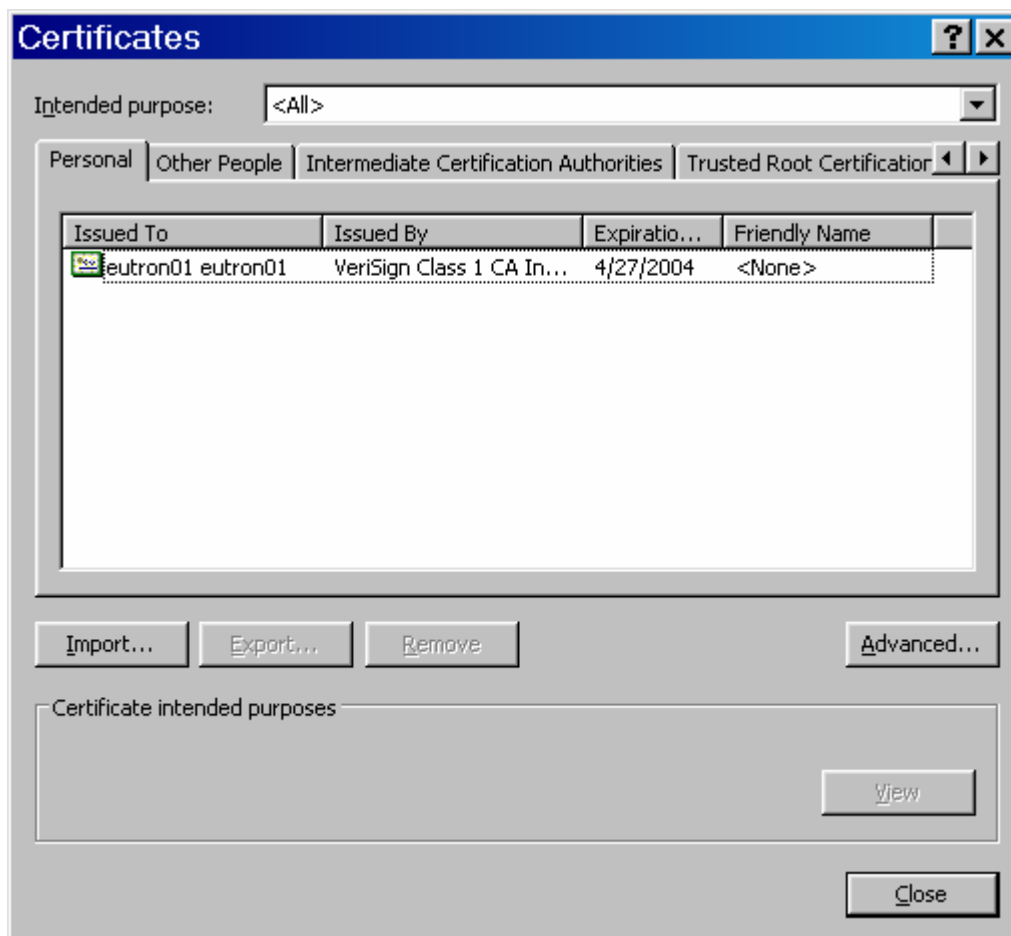 Certificates
Intended purpose: <All>
Personal Other People Intermediate Certification Authorities Trusted Root Certification
Issued To Issued By Expiratio... Friendly Name
eutron01 eutron01 VeriSign Class 1 CA In... 4/27/2004 <None>
Import... Export... Remove Advanced...
Certificate intended purposes
View
Close